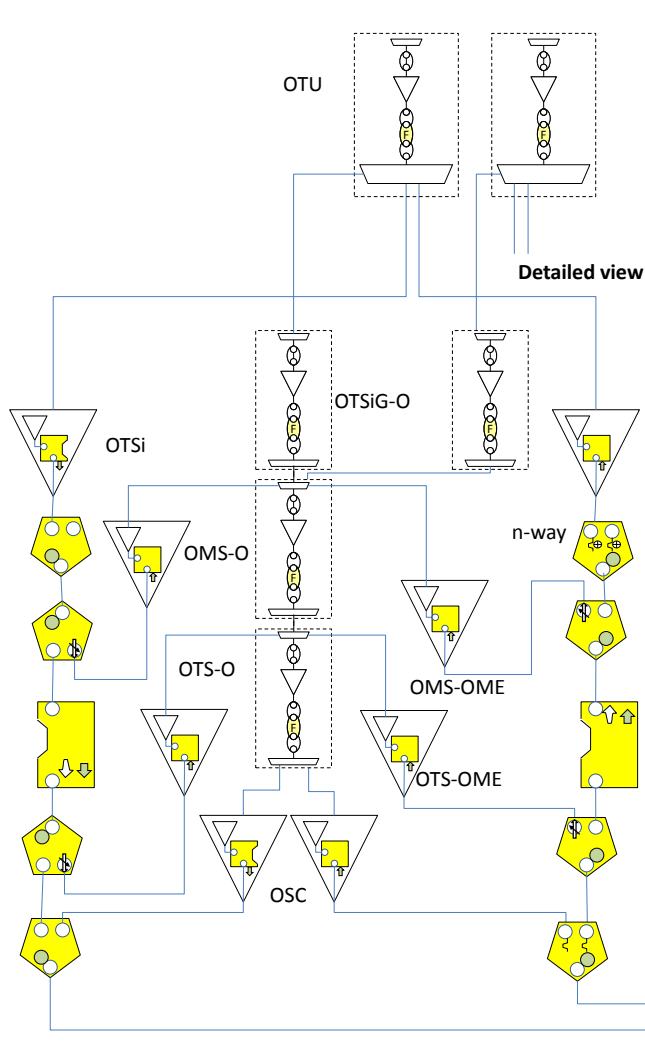 OTU
F
F
Detailed view
OTSiG-O
F
F
OTSi
n-way
OMS-O
F
OTS-O
OMS-OME
F
OTS-OME
OSC